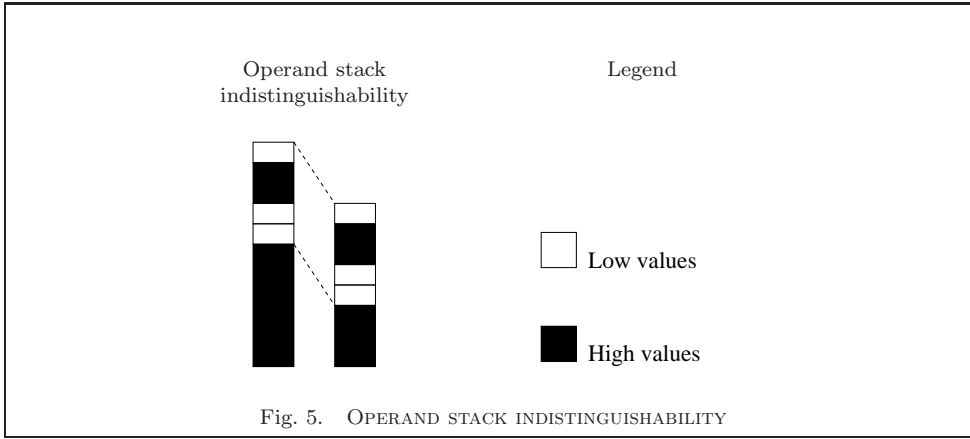 Operand stack
indistinguishability
Legend
Low values
High values
Fig. 5. OPERAND STACK INDISTINGUISHABILITY